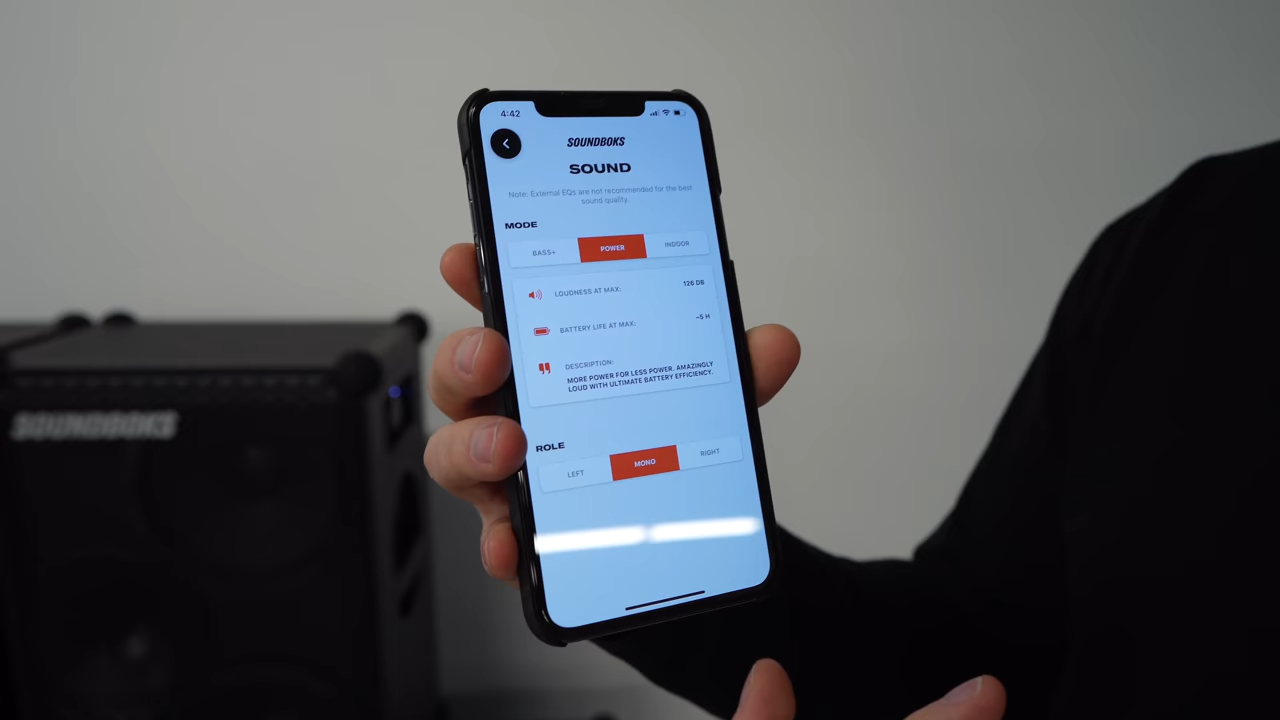 4:42
SOUNDBOKS
SOUND
Note: External EQs are not recommended for the best
sound quality.
MODE
BASS+ POWER INDOOR
LOUDNESS AT MAX: 126 DB
BATTERY LIFE AT MAX: ~5 H
DESCRIPTION:
MORE POWER FOR LESS POWER. AMAZINGLY
LOUD WITH ULTIMATE BATTERY EFFICIENCY.
ROLE
LEFT MONO RIGHT
SOUNDBOKS